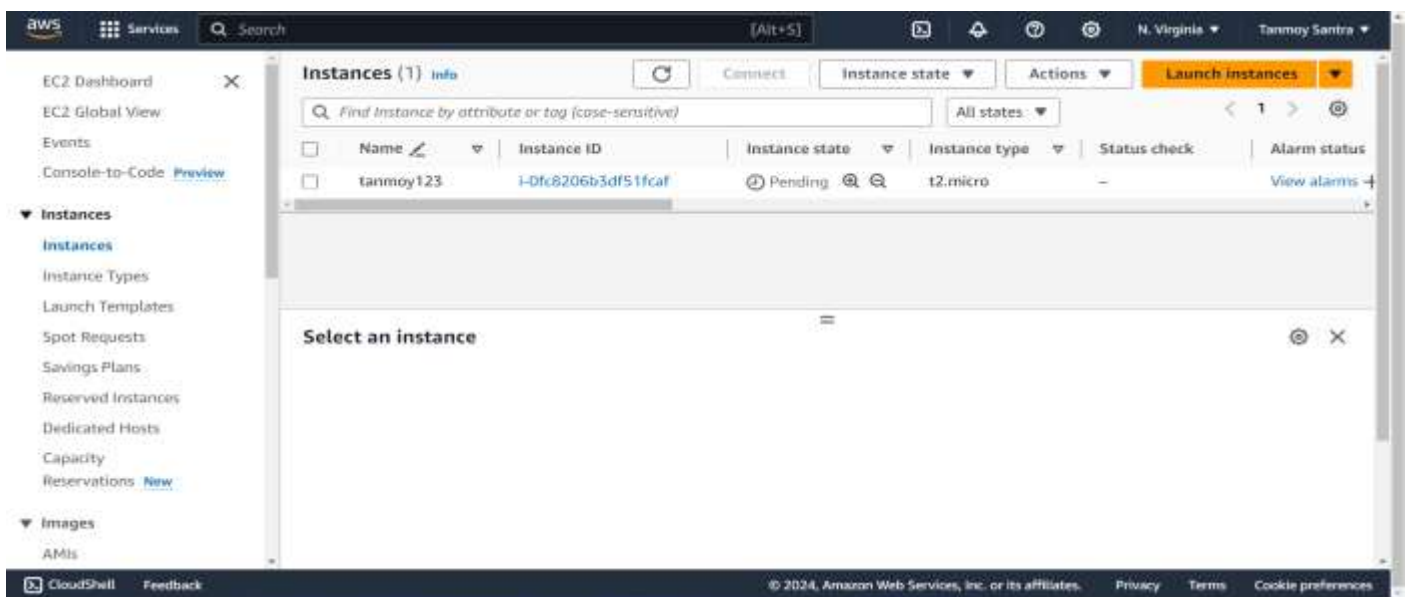 aws Services Search [Alt+S] N. Virginia Tanmoy Santra
EC2 Dashboard
EC2 Global View
Events
Console-to-Code Preview
Instances
Instances
Instance Types
Launch Templates
Spot Requests
Savings Plans
Reserved Instances
Dedicated Hosts
Capacity
Reservations New
Images
AMIs
Instances (1) Info Connect Instance state Actions Launch instances
Find Instance by attribute or tag (case-sensitive) All states 1
Name Instance ID Instance state Instance type Status check Alarm status
tanmoy123 i-0fc8206b3df51fcaf Pending t2.micro – View alarms
Select an instance
CloudShell Feedback © 2024, Amazon Web Services, Inc. or its affiliates. Privacy Terms Cookie preferences